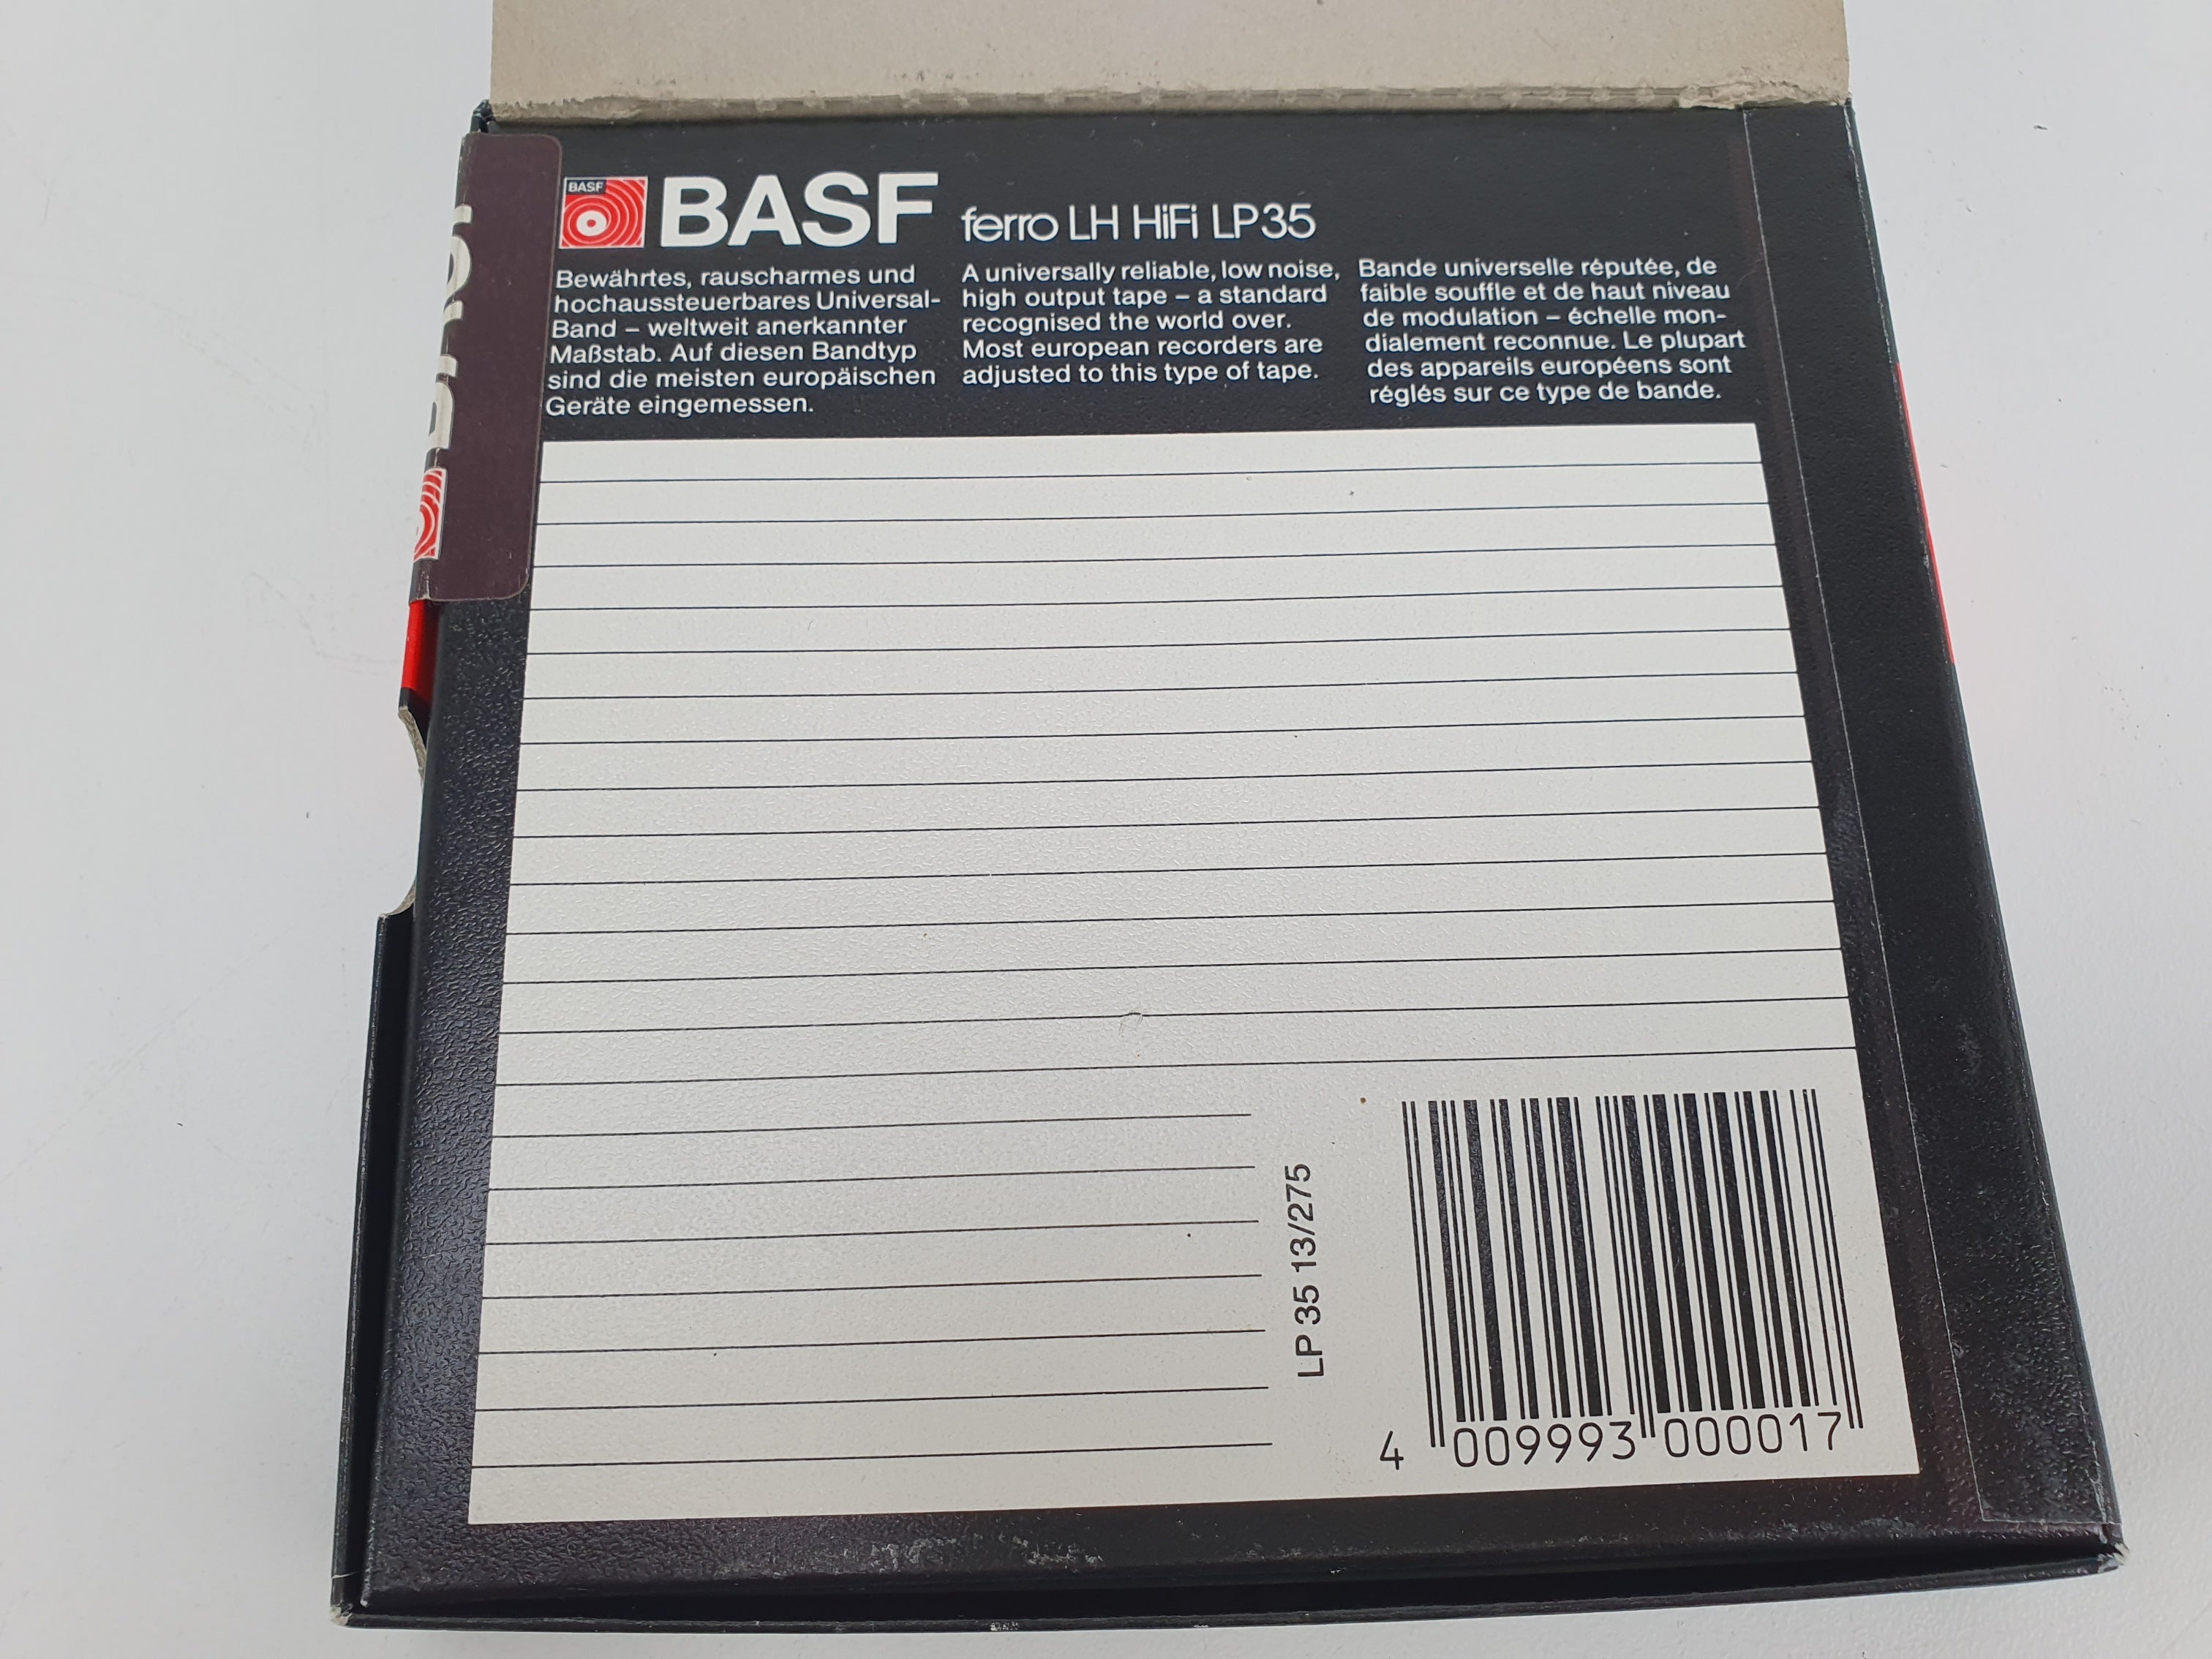 BASF
BASF ferro LH HiFi LP35
Bewährtes, rauscharmes und
hochaussteuerbares Universal-
Band – weltweit anerkannter
Maßstab. Auf diesen Bandtyp
sind die meisten europäischen
Geräte eingemessen.
A universally reliable, low noise,
high output tape – a standard
recognised the world over.
Most european recorders are
adjusted to this type of tape.
Bande universelle réputée, de
faible souffle et de haut niveau
de modulation – échelle mon-
dialement reconnue. Le plupart
des appareils européens sont
réglés sur ce type de bande.
LP 35 13/275
4 009993 000017